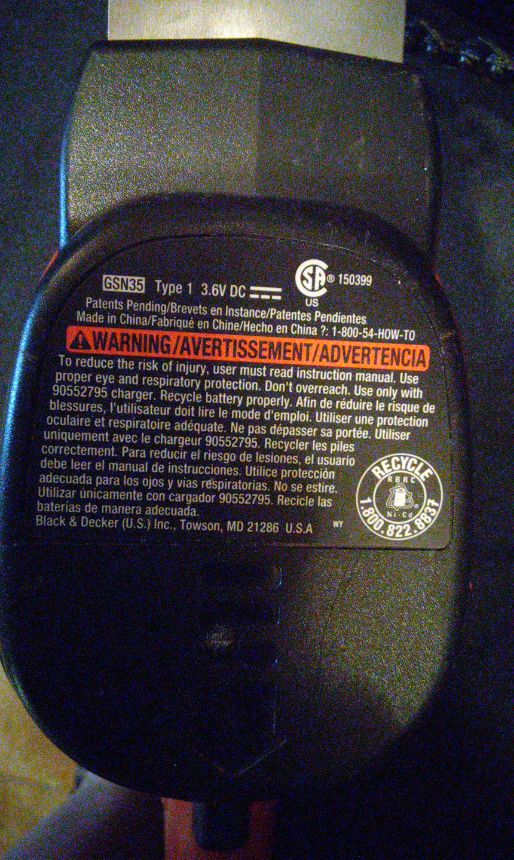 GSN35 Type 1 3.6V DC SA ® 150399
US
Patents Pending/Brevets en Instance/Patentes Pendientes
Made in China/Fabriqué en Chine/Hecho en China ?: 1-800-54-HOW-TO
WARNING/AVERTISSEMENT/ADVERTENCIA
To reduce the risk of injury, user must read instruction manual. Use
proper eye and respiratory protection. Don't overreach. Use only with
90552795 charger. Recycle battery properly. Afin de réduire le risque de
blessures, l'utilisateur doit lire le mode d'emploi. Utiliser une protection
oculaire et respiratoire adéquate. Ne pas dépasser sa portée. Utiliser
uniquement avec le chargeur 90552795. Recycler les piles
correctement. Para reducir el riesgo de lesiones, el usuario
debe leer el manual de instrucciones. Utilice protección
adecuada para los ojos y vias respiratorias. No se estire.
Utilizar únicamente con cargador 90552795. Recicle las
baterias de manera adecuada.
Black & Decker (U.S.) Inc., Towson, MD 21286 U.S.A WY
RECYCLE
RBRC
Ni-Cd
1.800.822.8837